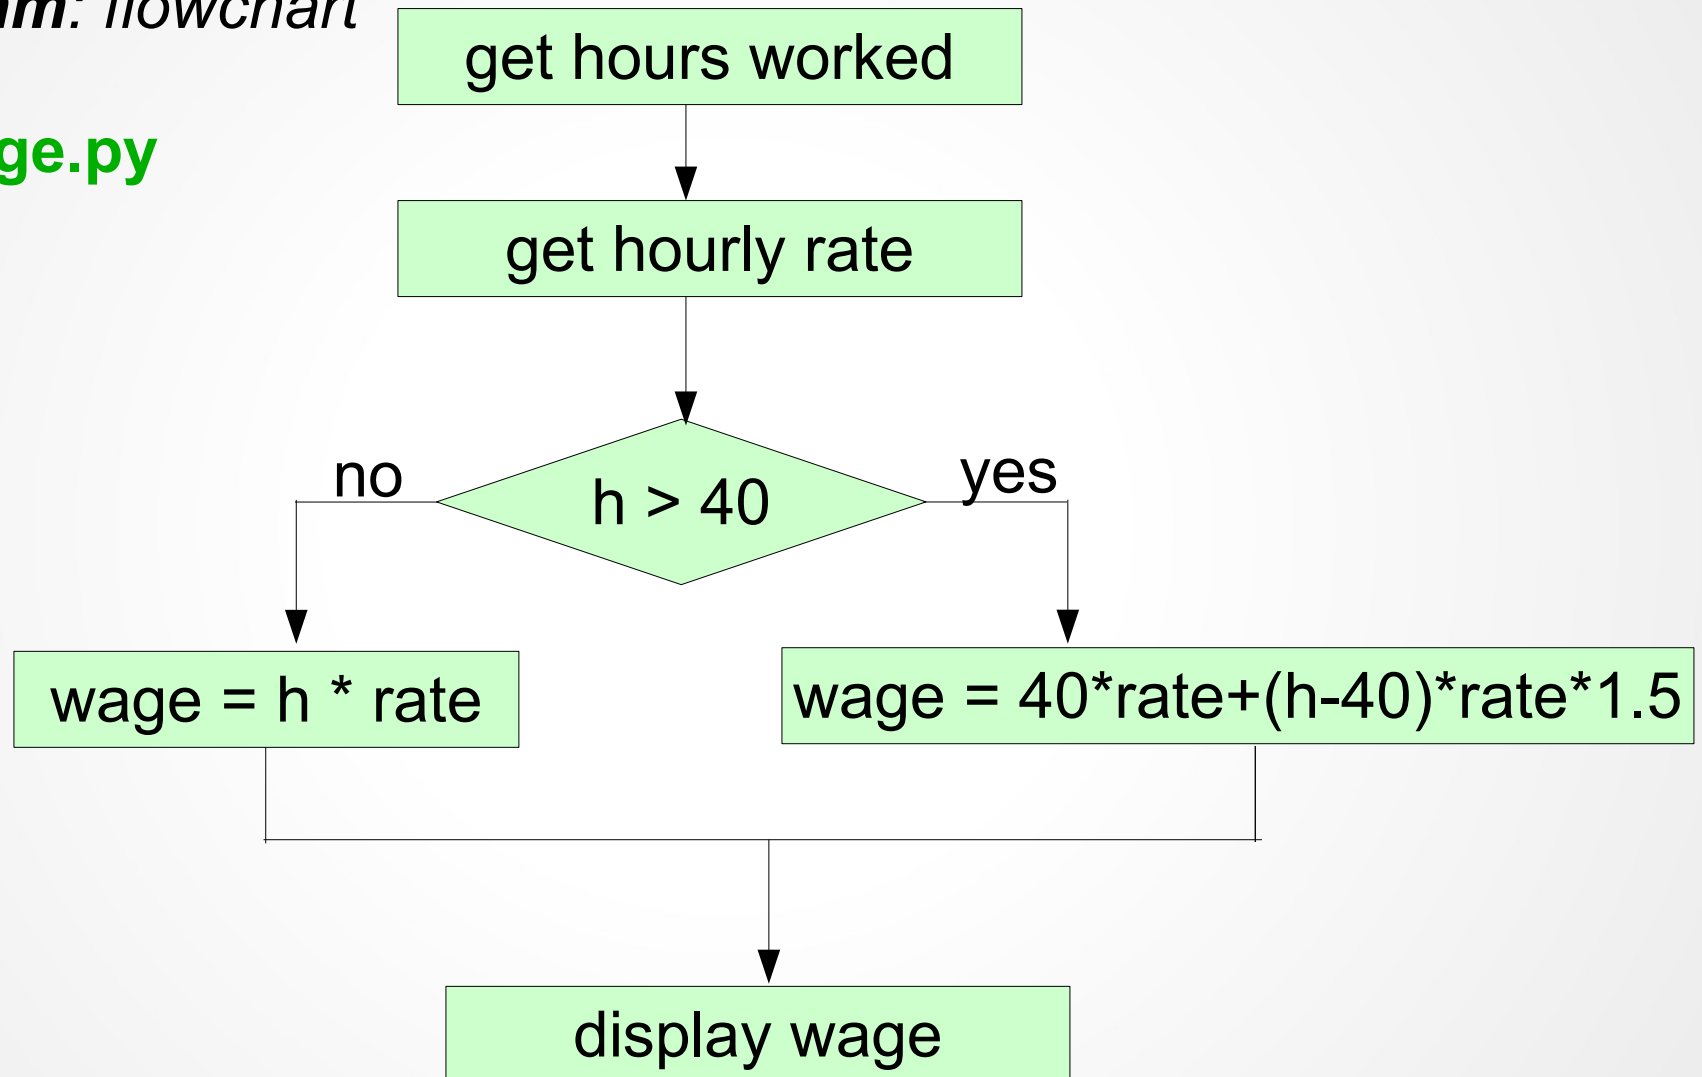 : flowchart
get hours worked
ge.py
get hourly rate
no
yes
h > 40
wage = h * rate
wage = 40*rate+(h-40)*rate*1.5
display wage